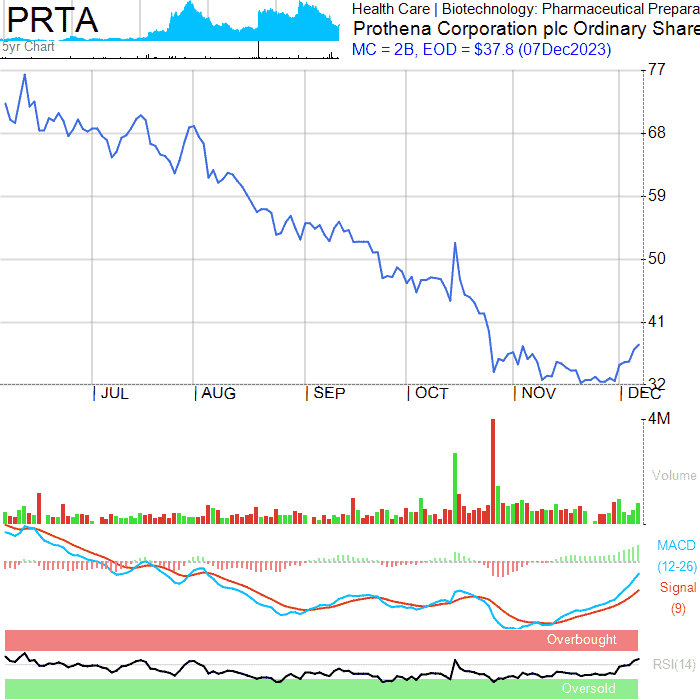 PRTA
5yr Chart
Health Care | Biotechnology: Pharmaceutical Prepara
Prothena Corporation plc Ordinary Share
MC = 2B, EOD = $37.8 (07Dec2023)
77
68
59
50
41
32
JUL AUG SEP OCT NOV DEC
4M
Volume
MACD
(12-26)
Signal
(9)
Overbought
RSI(14)
Oversold